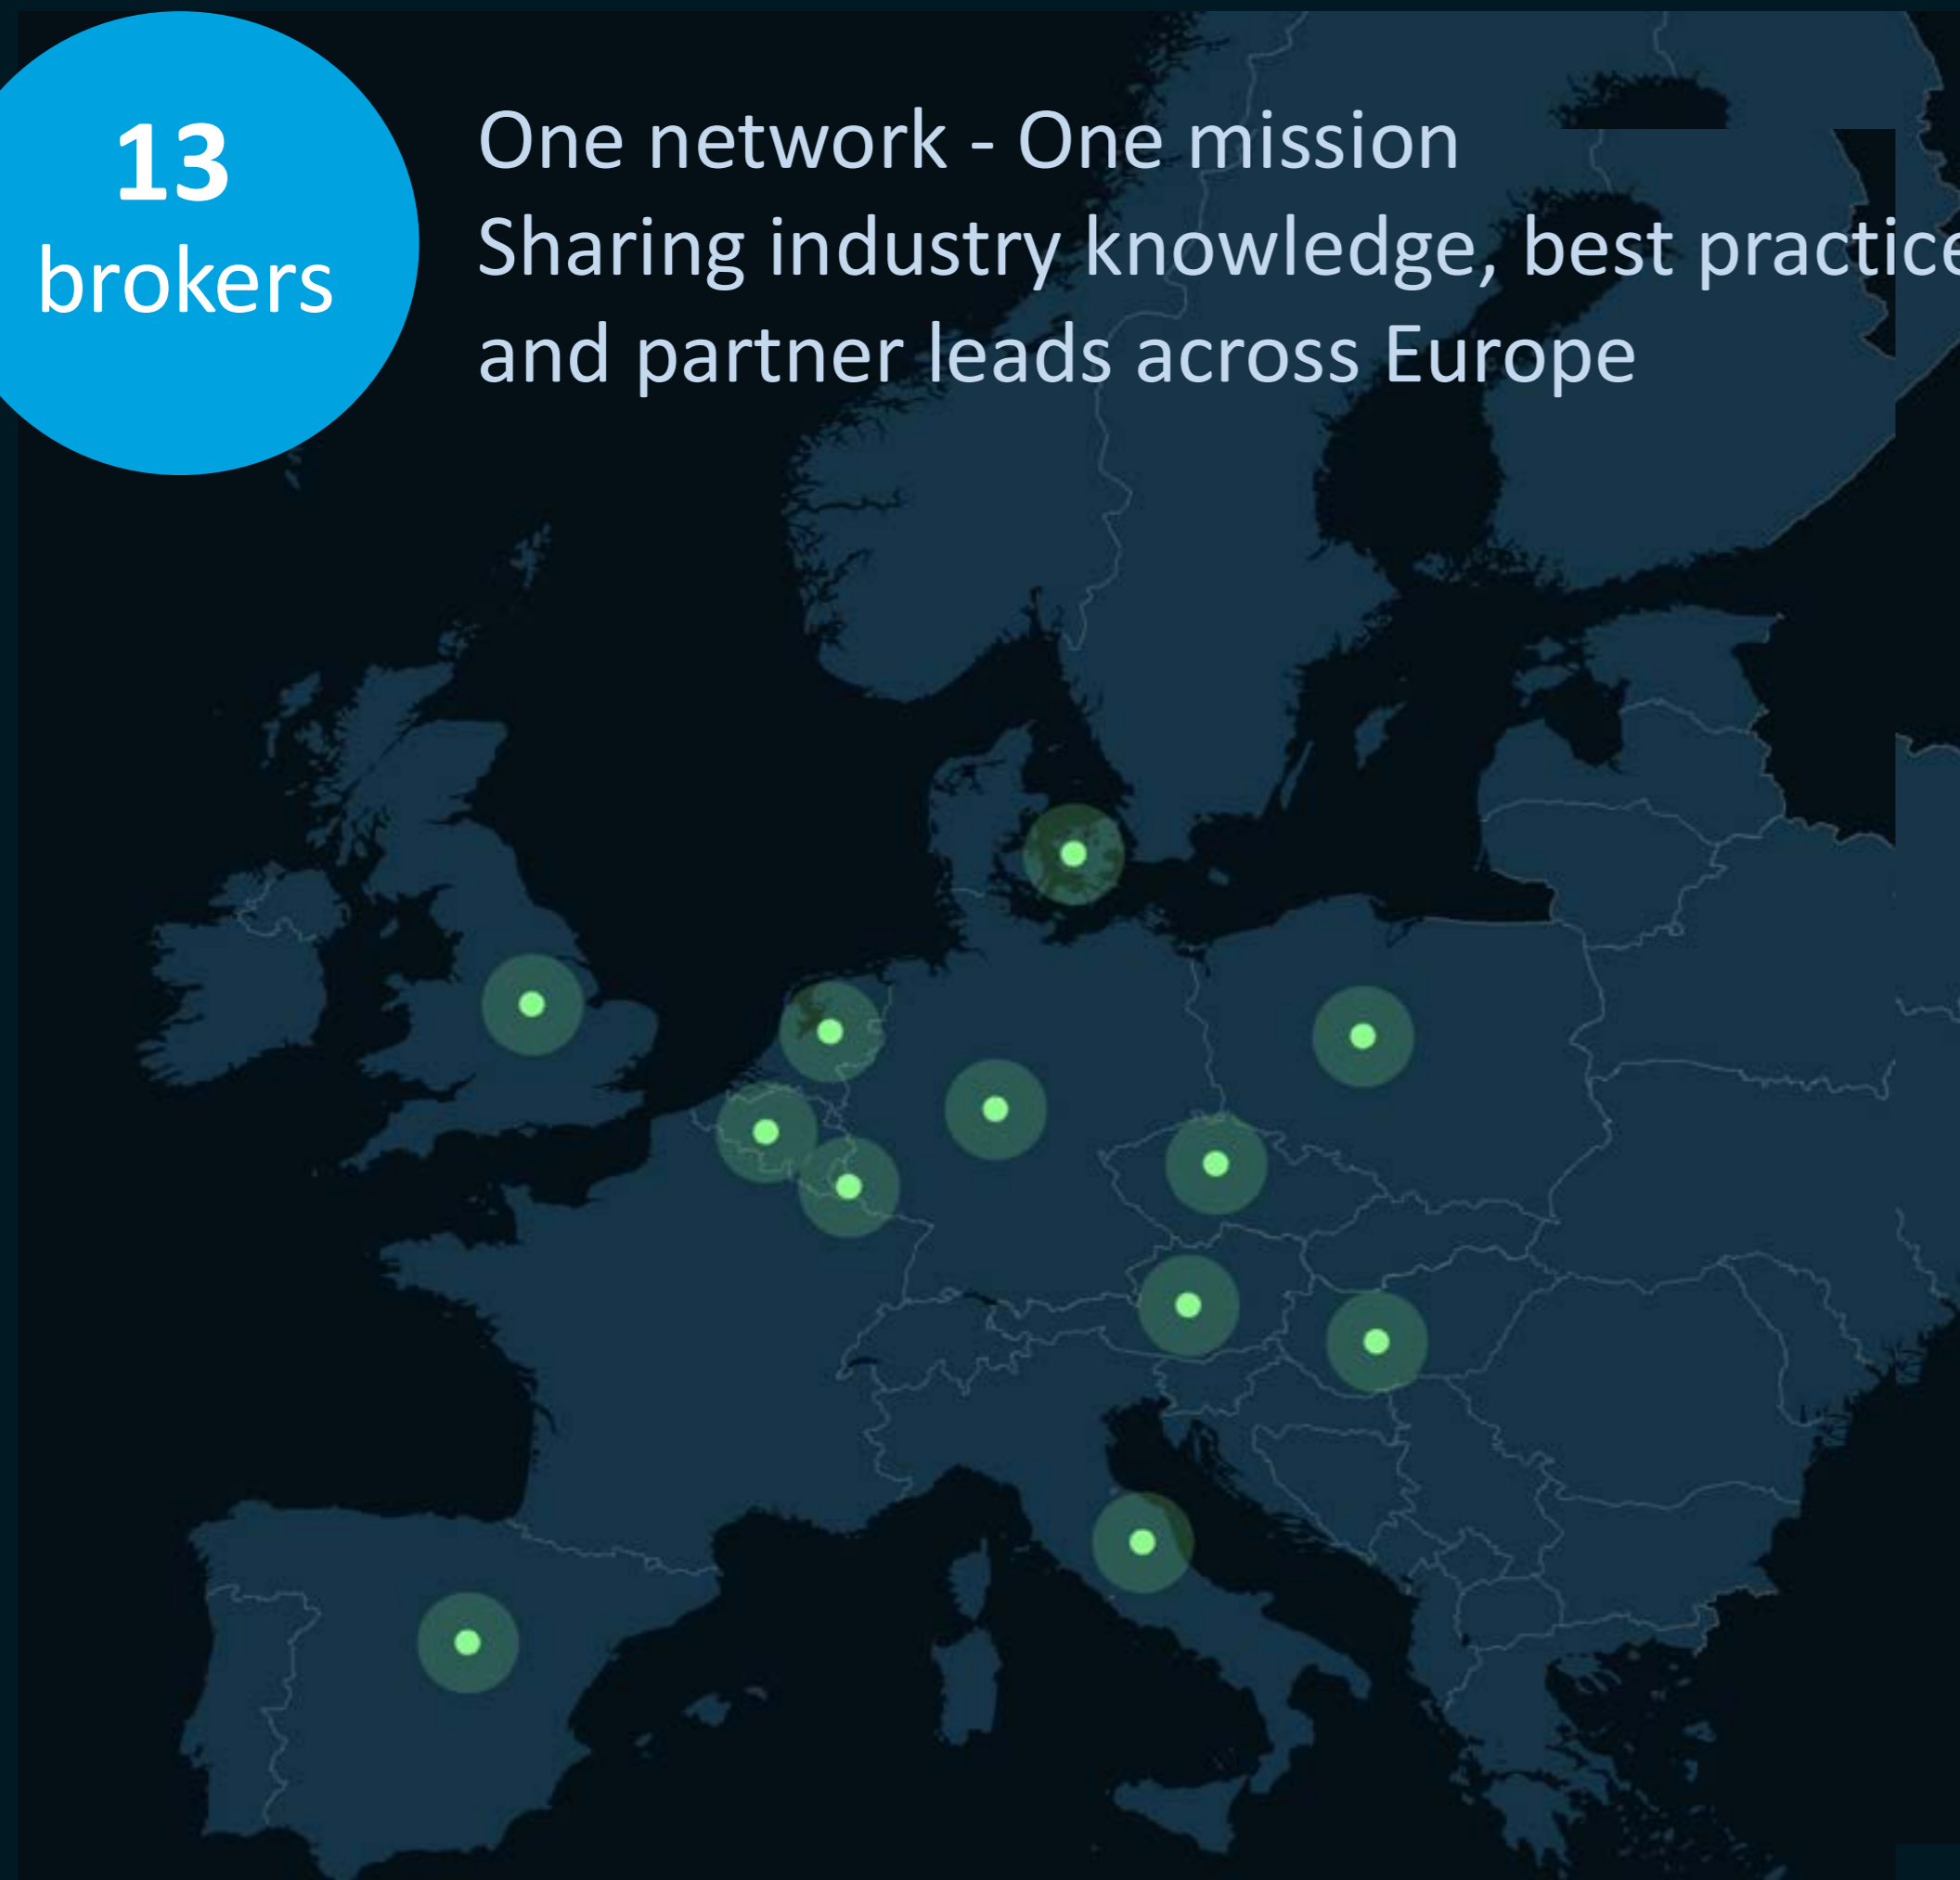 13
brokers
One network - One mission
Sharing industry knowledge, best practice
and partner leads across Europe